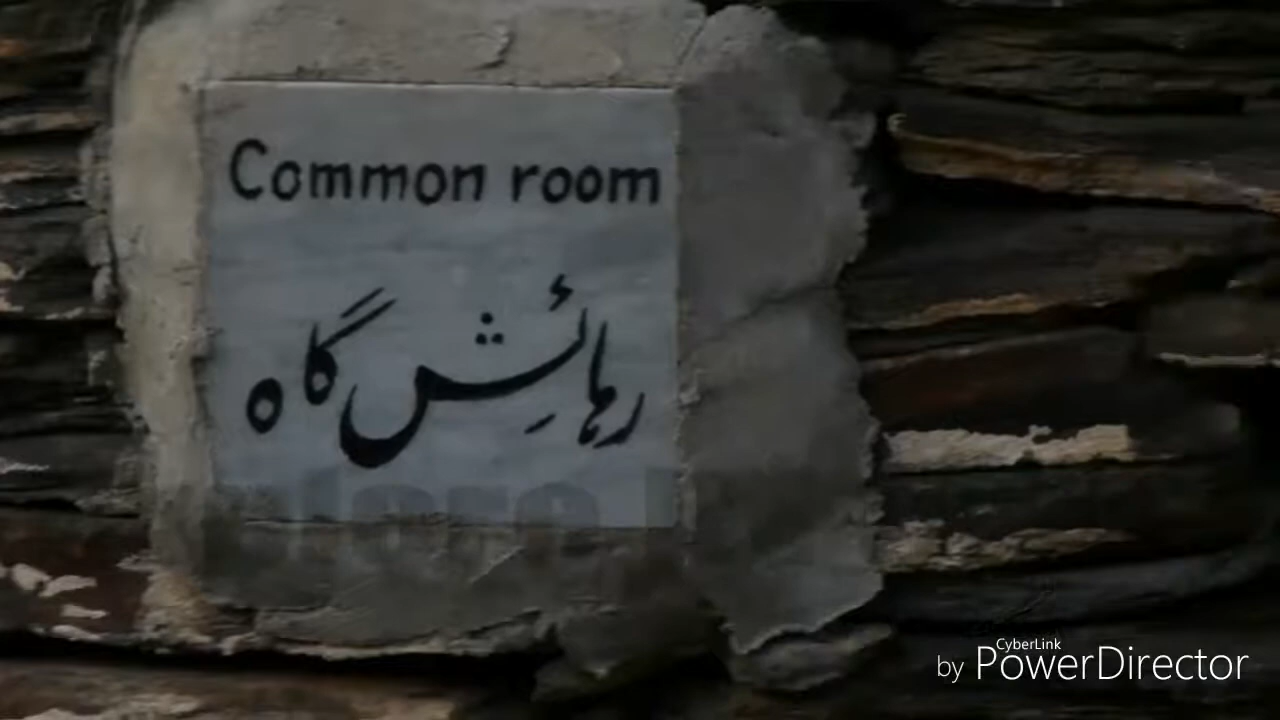 Common room
رہائش گاہ
CyberLink
by PowerDirector